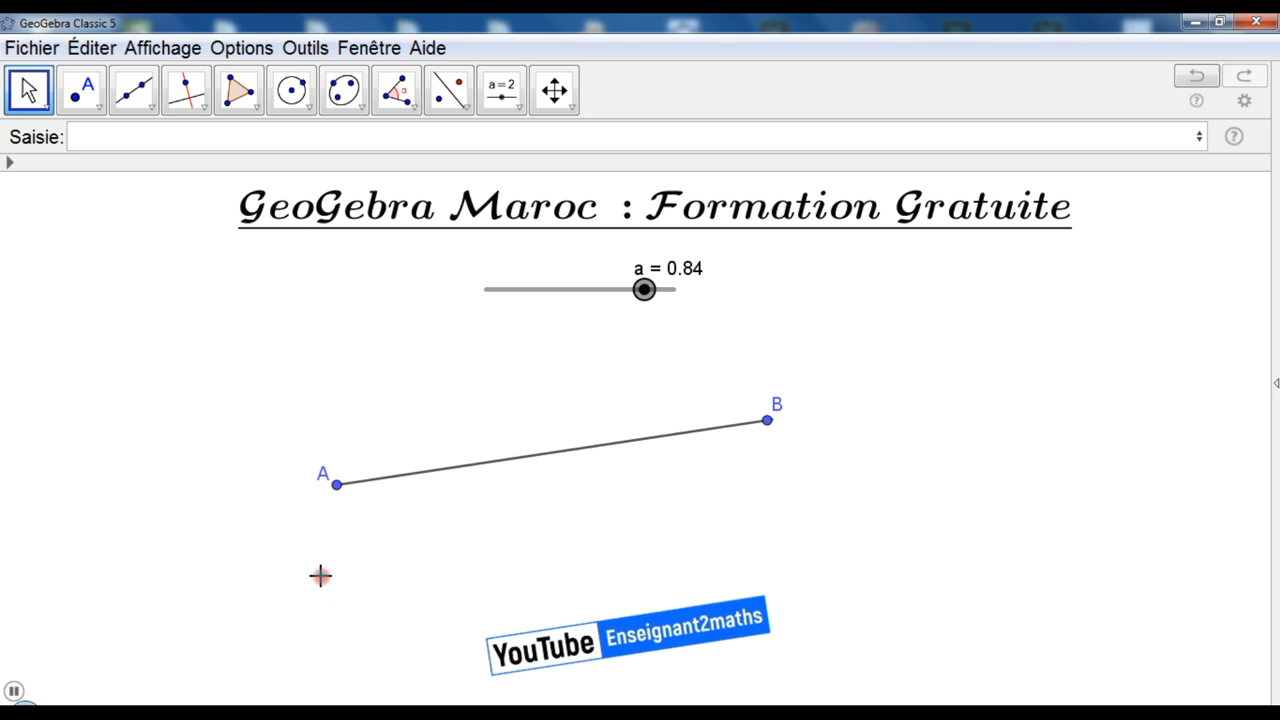 GeoGebra Classic 5
Fichier Éditer Affichage Options Outils Fenêtre Aide
A
α
a = 2
Saisie:
GeoGebra Maroc : Formation Gratuite
a = 0.84
B
A
YouTube Enseignant2maths